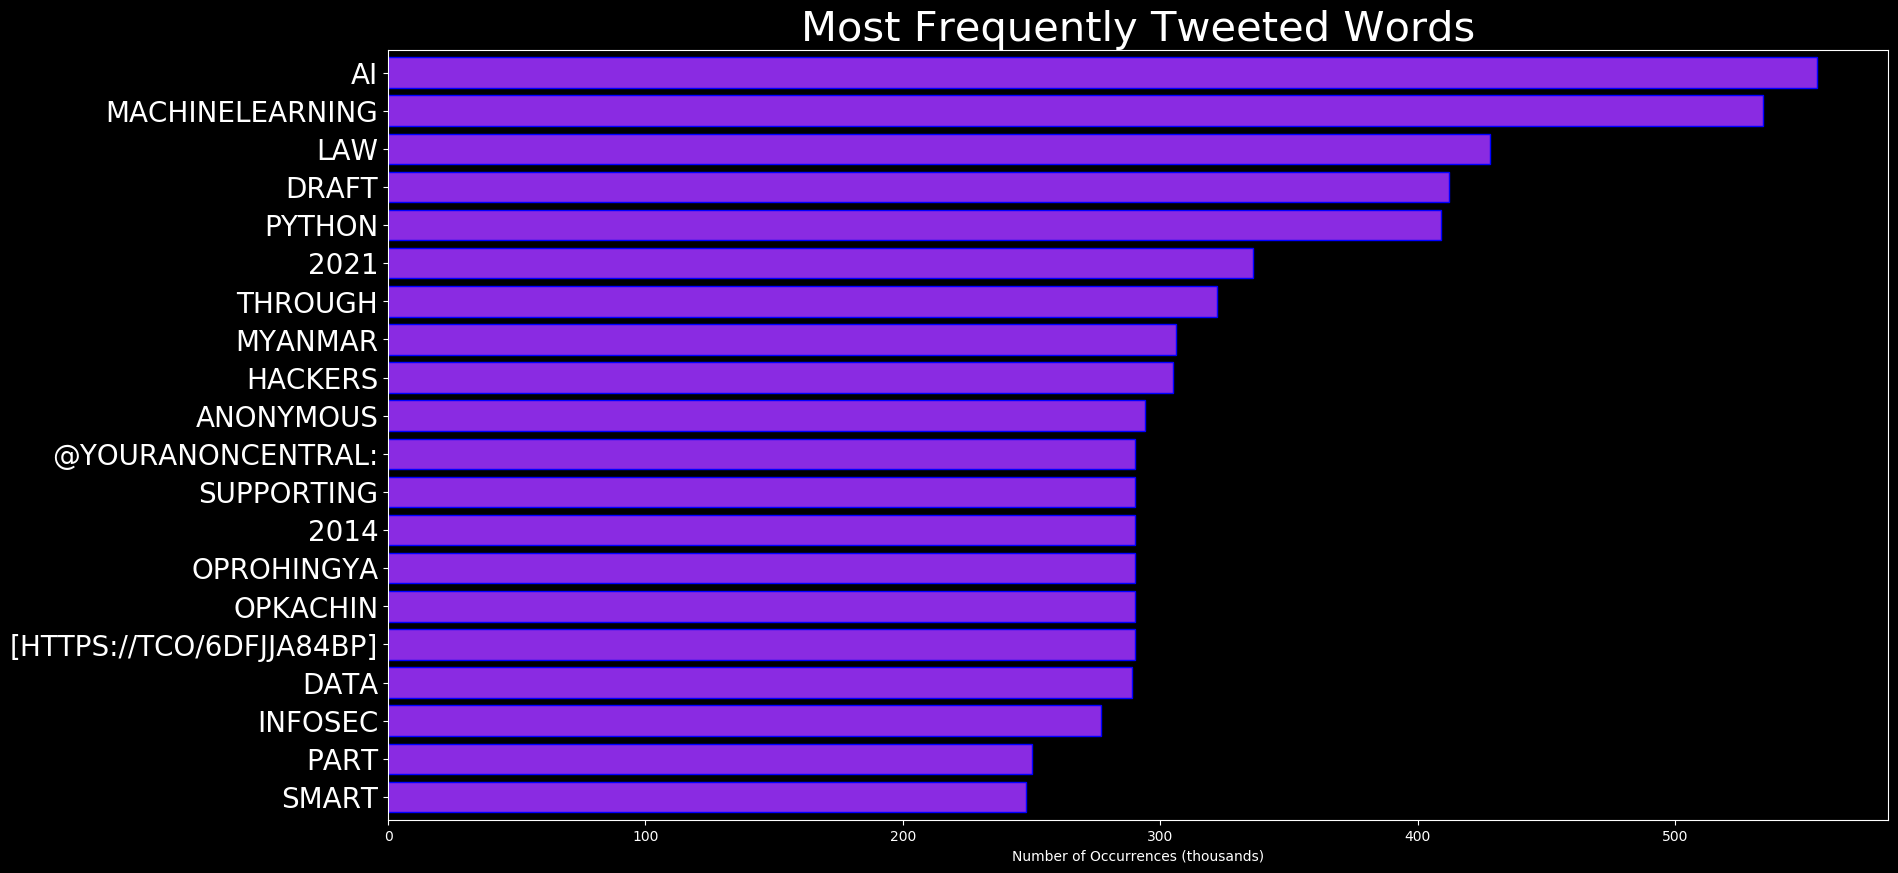 Most Frequently Tweeted Words
AI
MACHINELEARNING
LAW
DRAFT
PYTHON
2021
THROUGH
MYANMAR
HACKERS
ANONYMOUS
@YOURANONCENTRAL:
SUPPORTING
2014
OPROHINGYA
OPKACHIN
[HTTPS://TCO/6DFJJA84BP]
DATA
INFOSEC
PART
SMART
0 100 200 300 400 500
Number of Occurrences (thousands)